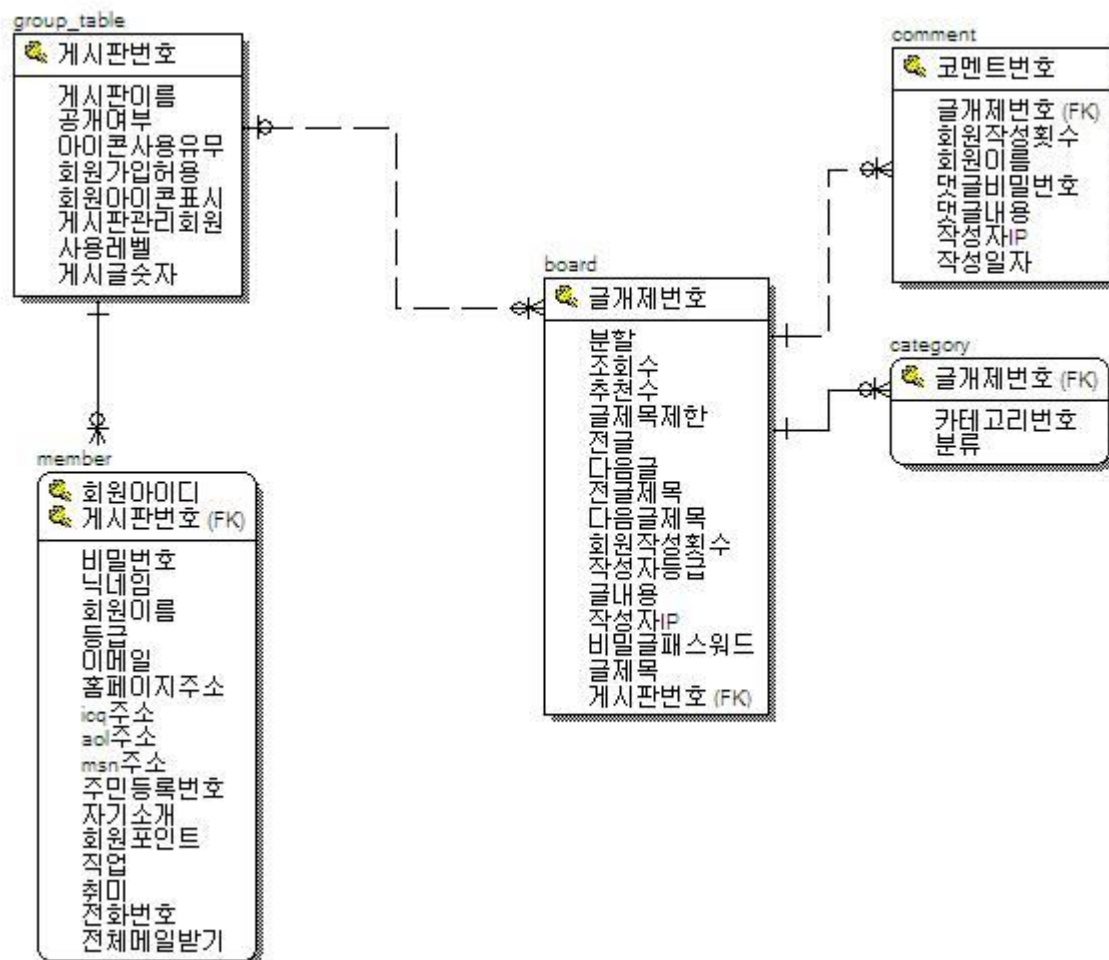 group_table
게시판번호
게시판이름
공개여부
아이콘사용유무
회원가입허용
회원아이콘표시
게시판관리회원
사용레벨
게시글숫자
member
회원아이디
게시판번호 (FK)
비밀번호
닉네임
회원이름
등급
이메일
홈페이지주소
icq주소
aol주소
msn주소
주민등록번호
자기소개
회원포인트
직업
취미
전화번호
전체메일받기
board
글개제번호
분할
조회수
추천수
글제목제한
전글
다음글
전글제목
다음글제목
회원작성횟수
작성자등급
글내용
작성자IP
비밀글패스워드
글제목
게시판번호 (FK)
comment
코멘트번호
글개제번호 (FK)
회원작성횟수
회원이름
댓글비밀번호
댓글내용
작성자IP
작성일자
category
글개제번호 (FK)
카테고리번호
분류